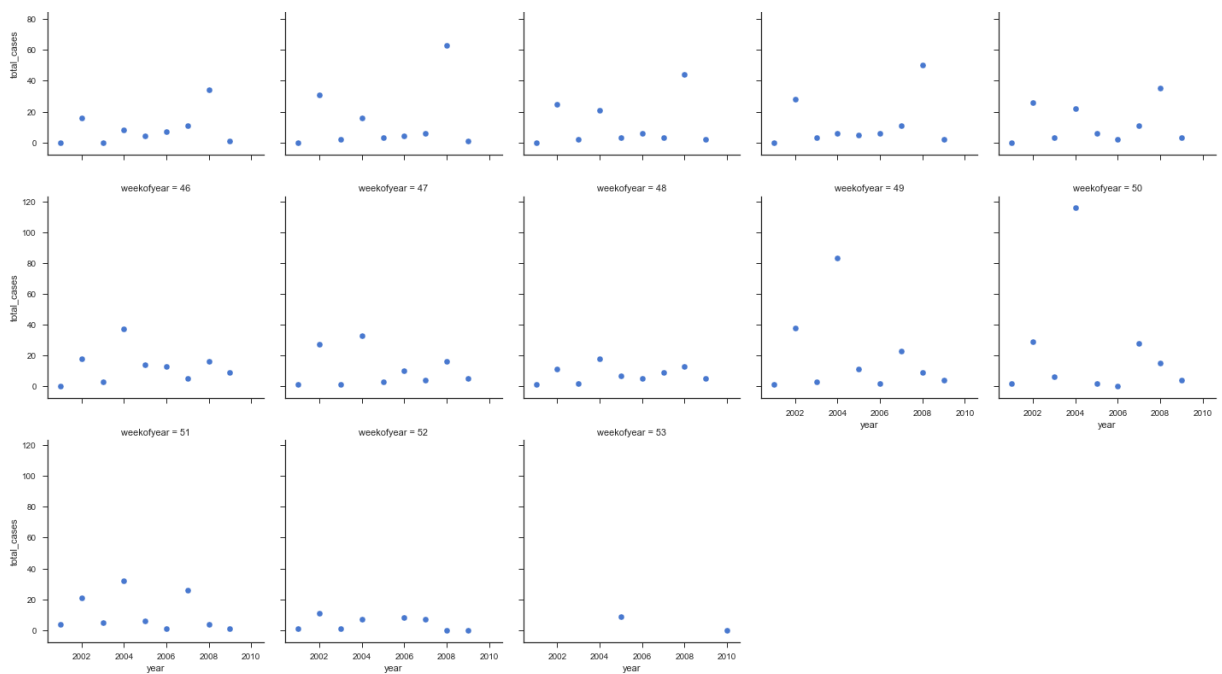 80
60
40
20
0
total_cases
weekofyear = 46
weekofyear = 47
weekofyear = 48
weekofyear = 49
weekofyear = 50
120
100
80
60
40
20
0
total_cases
2002 2004 2006 2008 2010
year
2002 2004 2006 2008 2010
year
weekofyear = 51
weekofyear = 52
weekofyear = 53
120
100
80
60
40
20
0
total_cases
2002 2004 2006 2008 2010
year
2002 2004 2006 2008 2010
year
2002 2004 2006 2008 2010
year